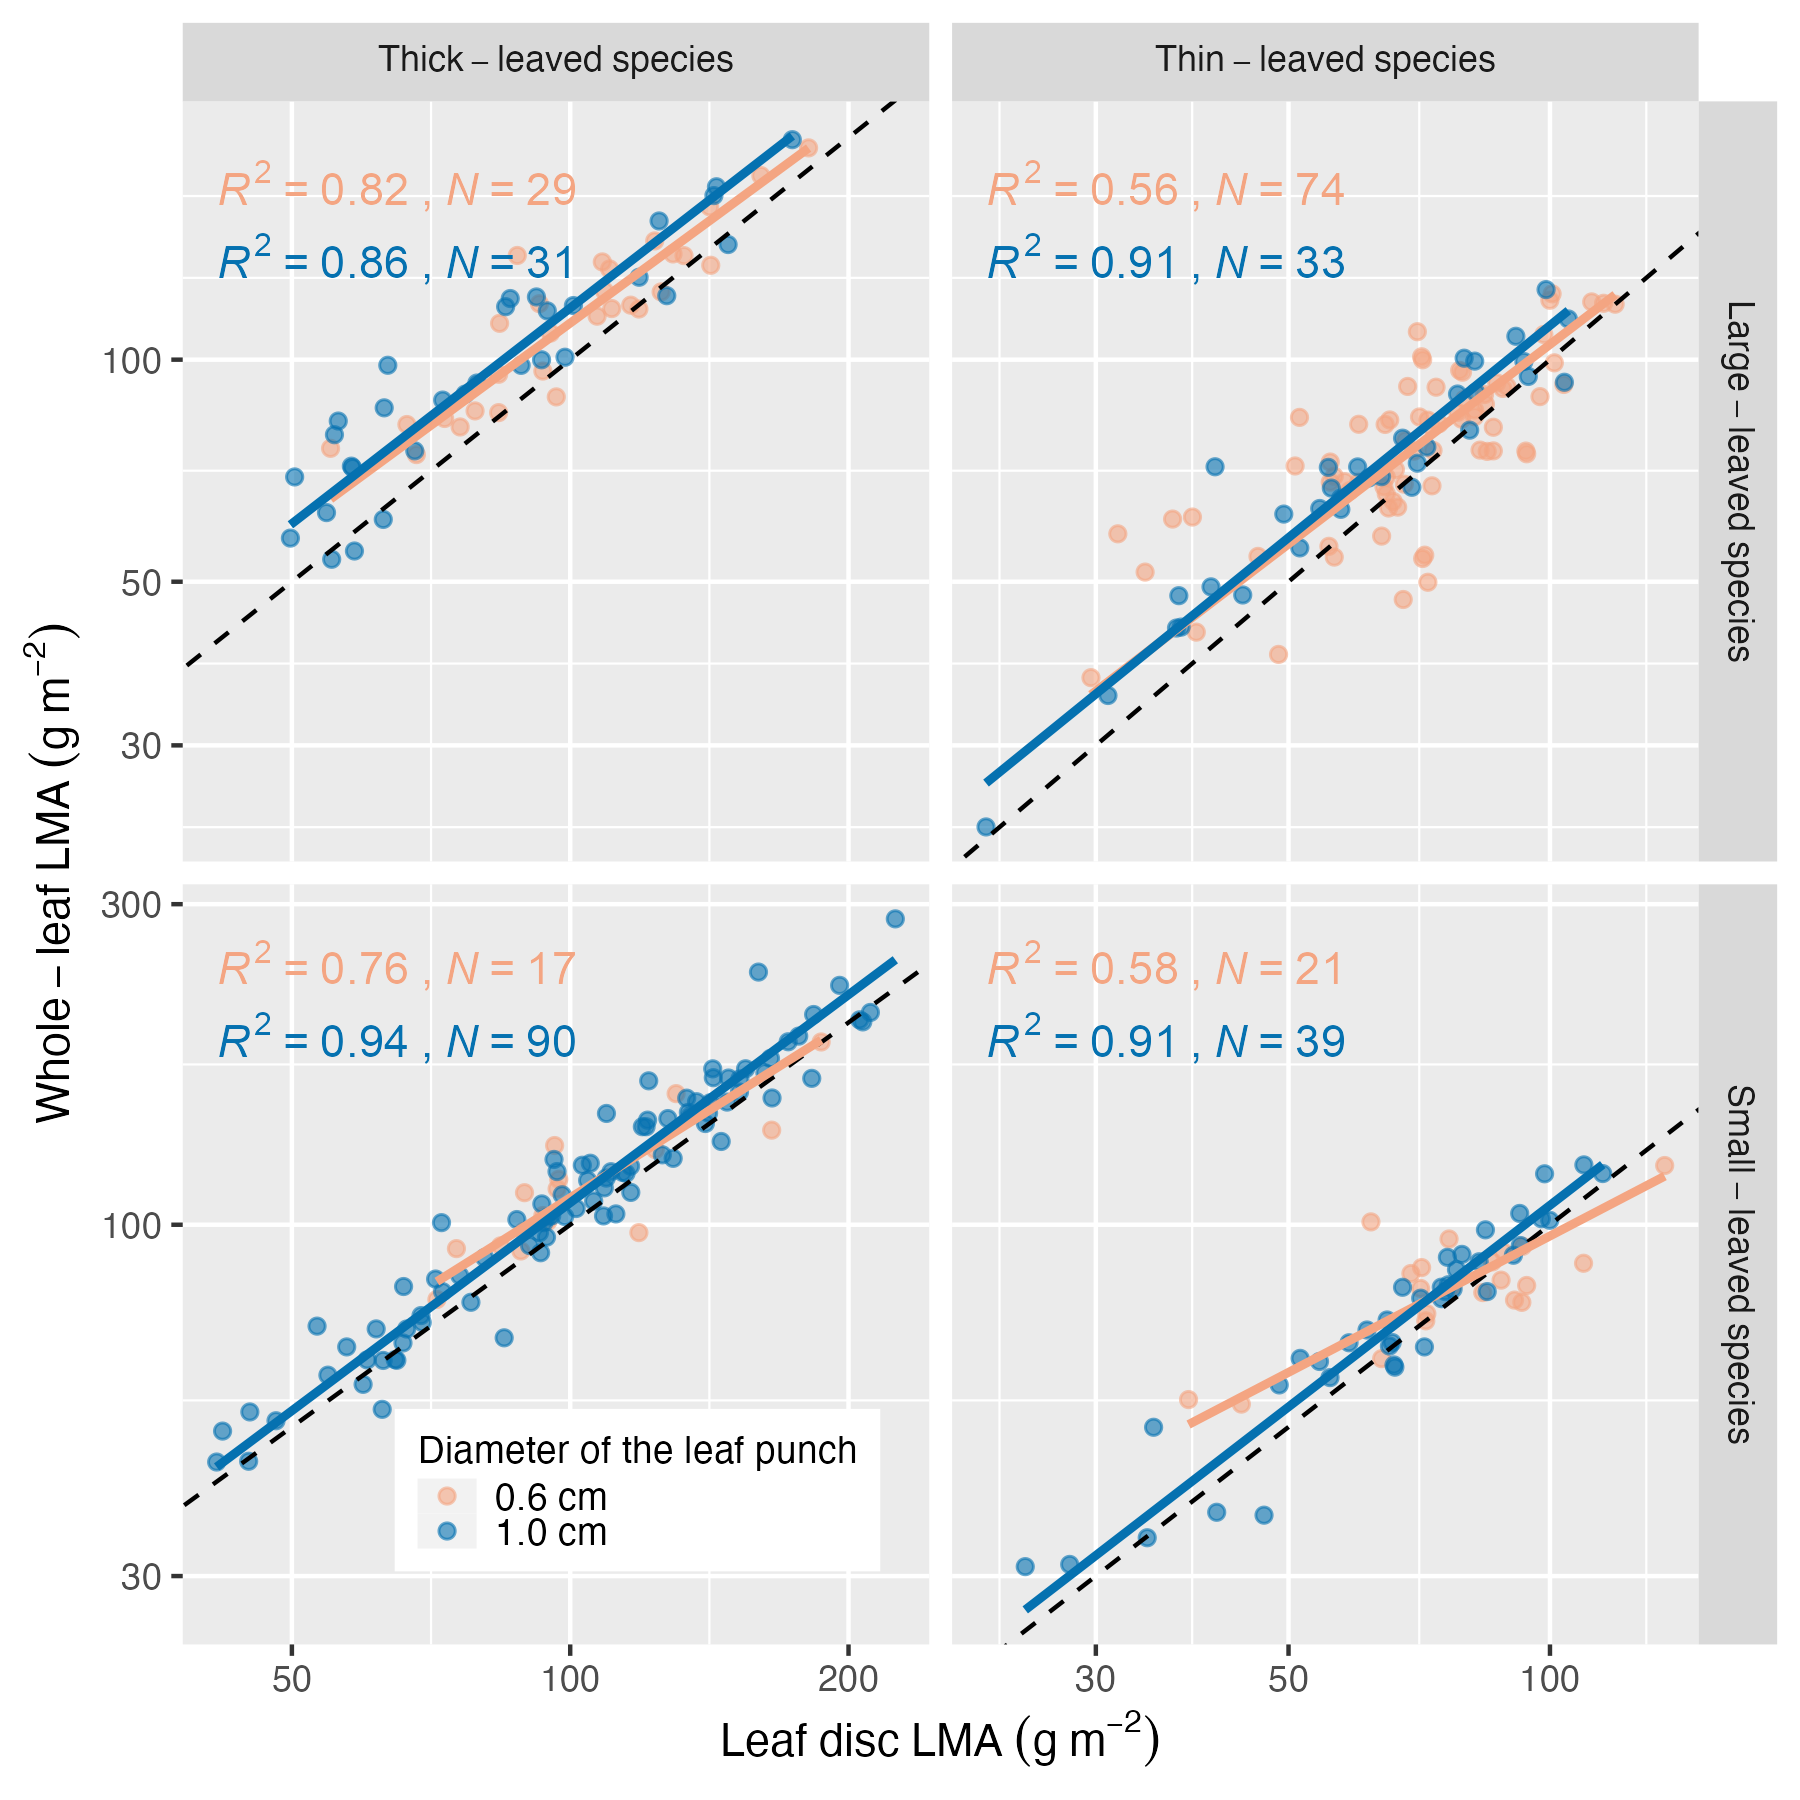 Thick – leaved species
Thin – leaved species
R² = 0.82 , N = 29
R² = 0.86 , N = 31
R² = 0.56 , N = 74
R² = 0.91 , N = 33
100
50
30
Large – leaved species
Whole – leaf LMA (g m⁻²)
300
100
30
R² = 0.76 , N = 17
R² = 0.94 , N = 90
R² = 0.58 , N = 21
R² = 0.91 , N = 39
Small – leaved species
Diameter of the leaf punch
0.6 cm
1.0 cm
50 100 200
30 50 100
Leaf disc LMA (g m⁻²)